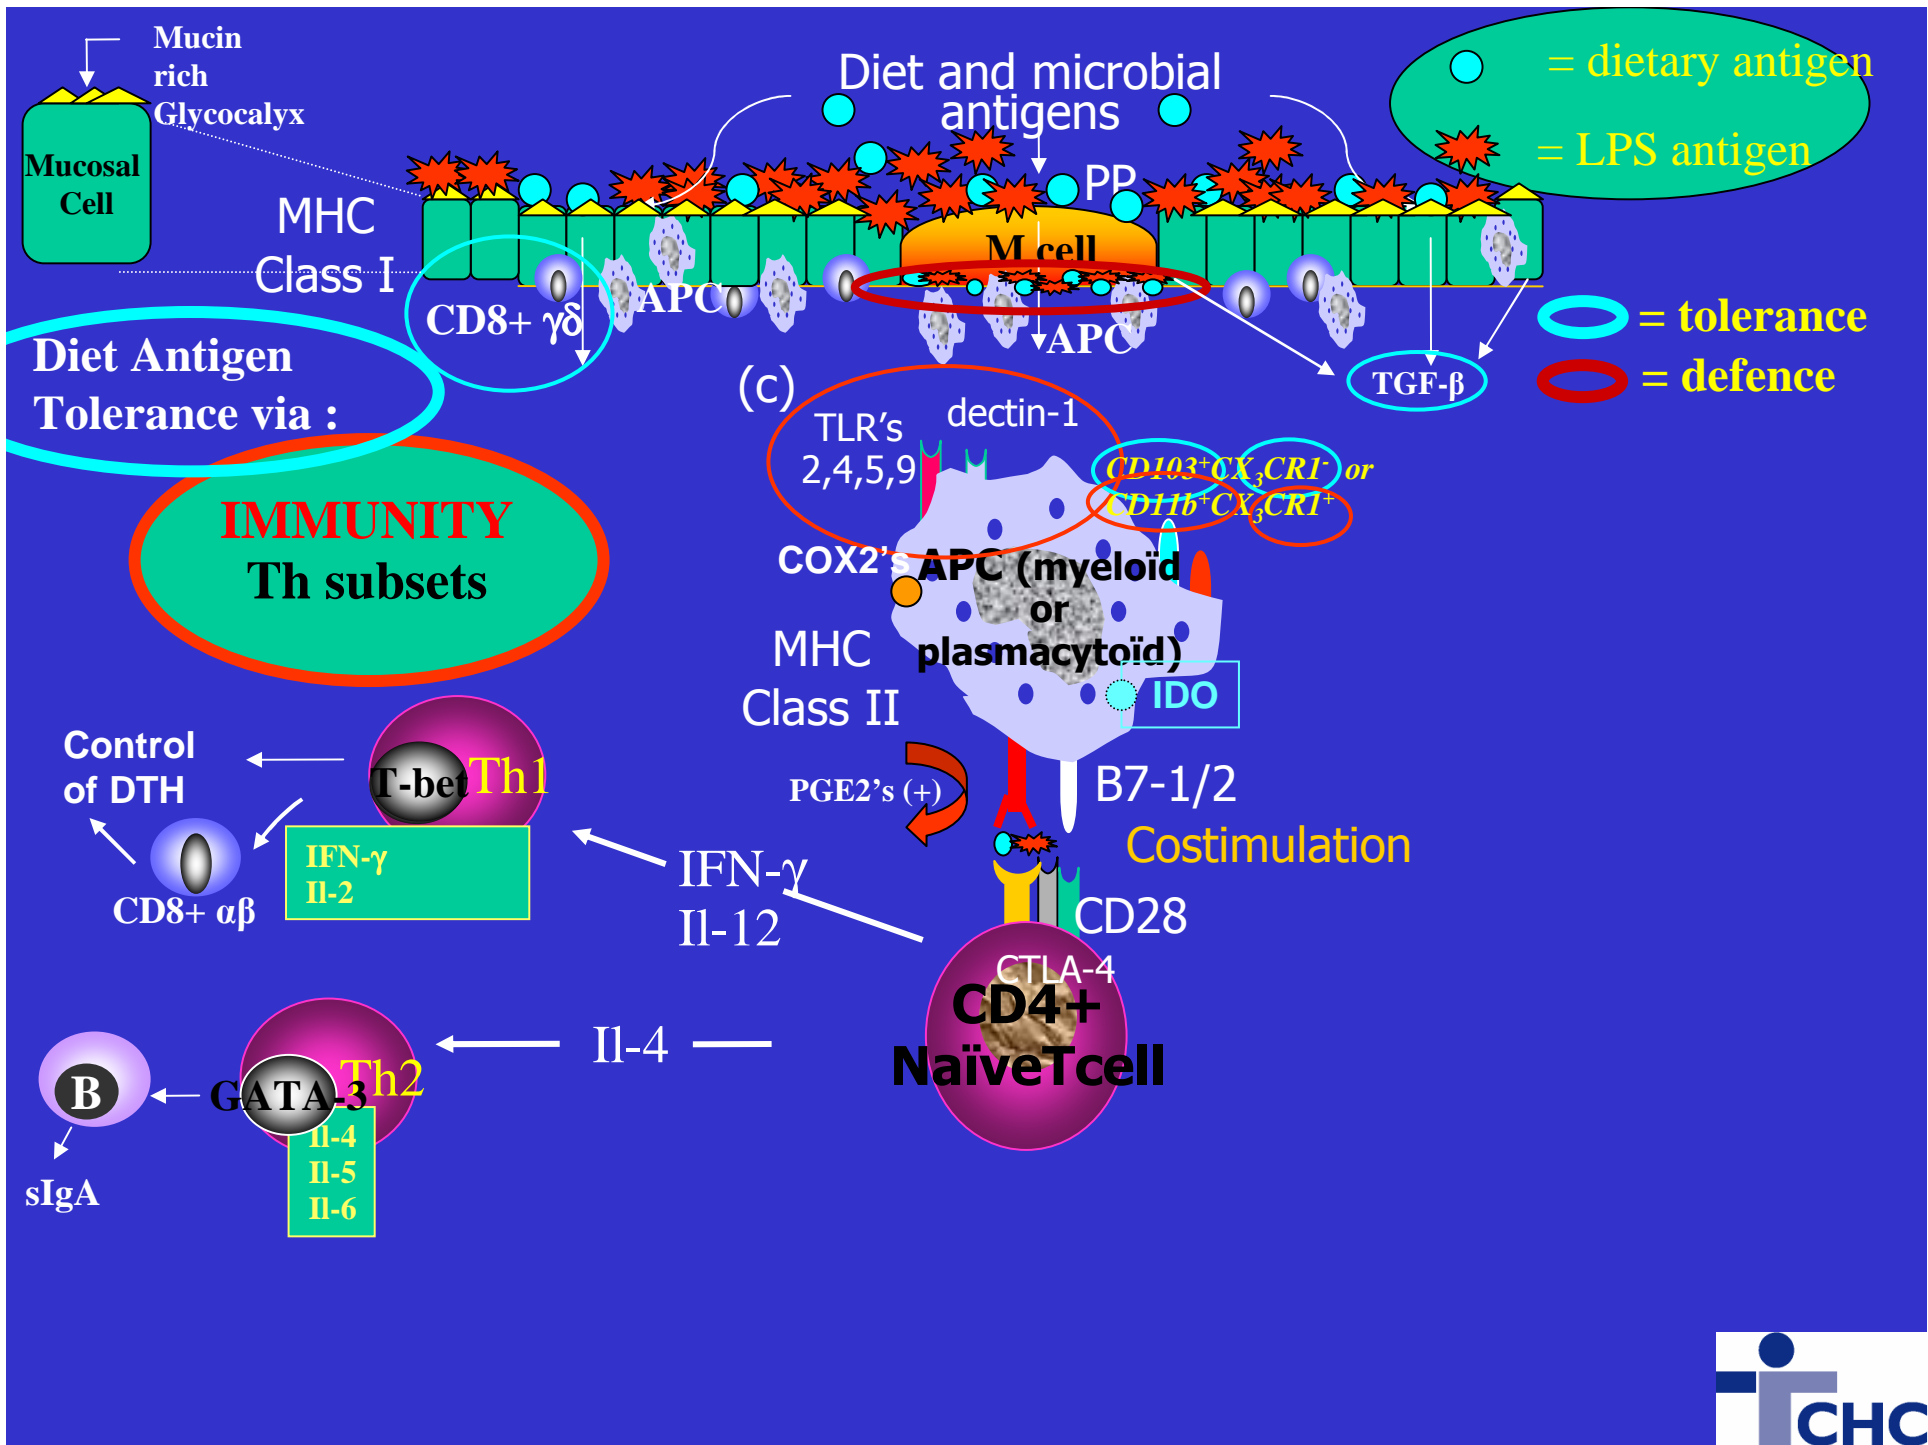 Mucin
rich
Glycocalyx
Mucosal
Cell
Diet and microbial
antigens
= dietary antigen
= LPS antigen
PP
MHC
Class I
M cell
CD8+ γδ
APC
APC
= tolerance
= defence
TGF-β
Diet Antigen
Tolerance via :
(c)
TLR's
2,4,5,9
dectin-1
CD103⁺CX₃CR1⁻ or
CD11b⁺CX₃CR1⁺
IMMUNITY
Th subsets
COX2's
APC (myeloïd
or
plasmacytoïd)
MHC
Class II
IDO
Control
of DTH
T-bet
Th1
PGE2's (+)
B7-1/2
Costimulation
IFN-γ
Il-2
CD8+ αβ
IFN-γ
Il-12
CD28
CTLA-4
CD4+
NaïveTcell
Il-4
B
GATA-3
Th2
Il-4
Il-5
Il-6
sIgA
CHC